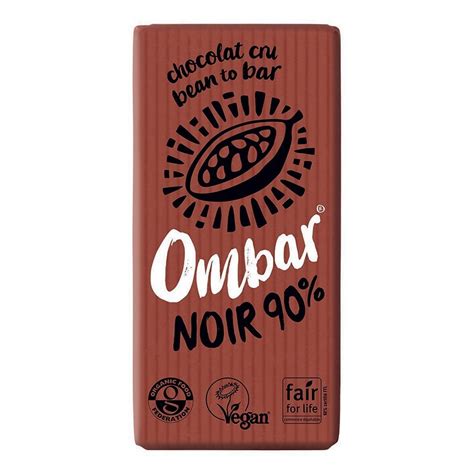 chocolat cru
bean to bar
Ombar®
NOIR 90%
ORGANIC FOOD
FEDERATION
Vegan
fair
for life